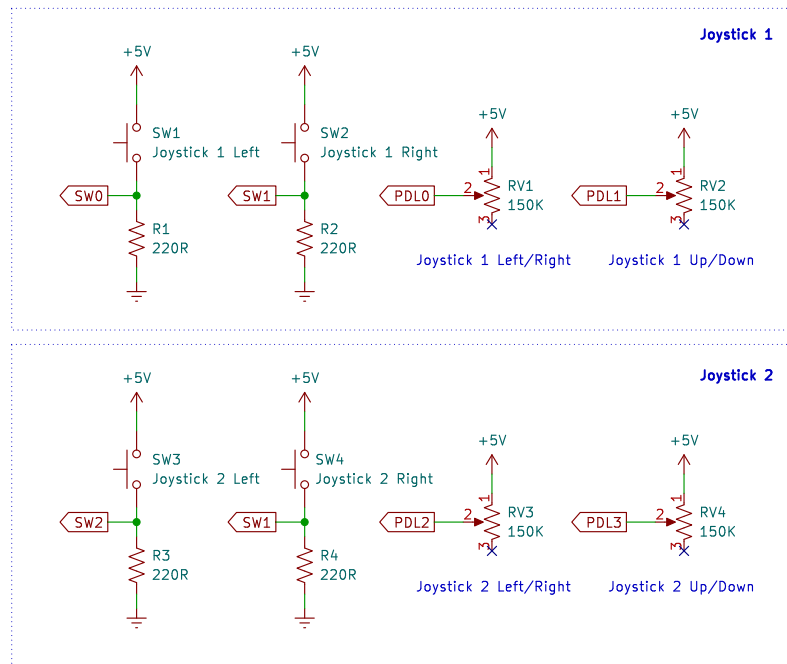 Joystick 1
+5V
+5V
SW1
Joystick 1 Left
SW2
Joystick 1 Right
+5V
+5V
SW0
SW1
PDL0
2
1
3
RV1
150K
PDL1
2
1
3
RV2
150K
R1
220R
R2
220R
Joystick 1 Left/Right
Joystick 1 Up/Down
Joystick 2
+5V
+5V
SW3
Joystick 2 Left
SW4
Joystick 2 Right
+5V
+5V
SW2
SW1
PDL2
2
1
3
RV3
150K
PDL3
2
1
3
RV4
150K
R3
220R
R4
220R
Joystick 2 Left/Right
Joystick 2 Up/Down